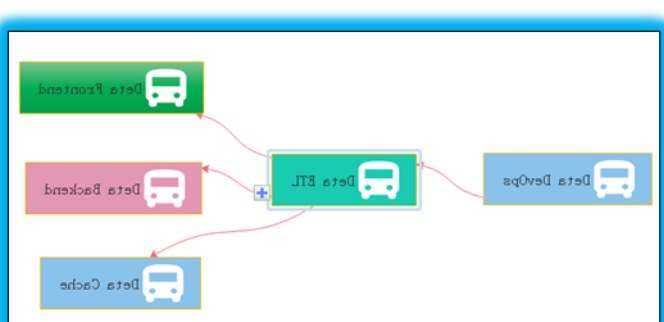 Deta Frontend
Deta ETL
Deta DevOps
Deta Backend
Deta Cache